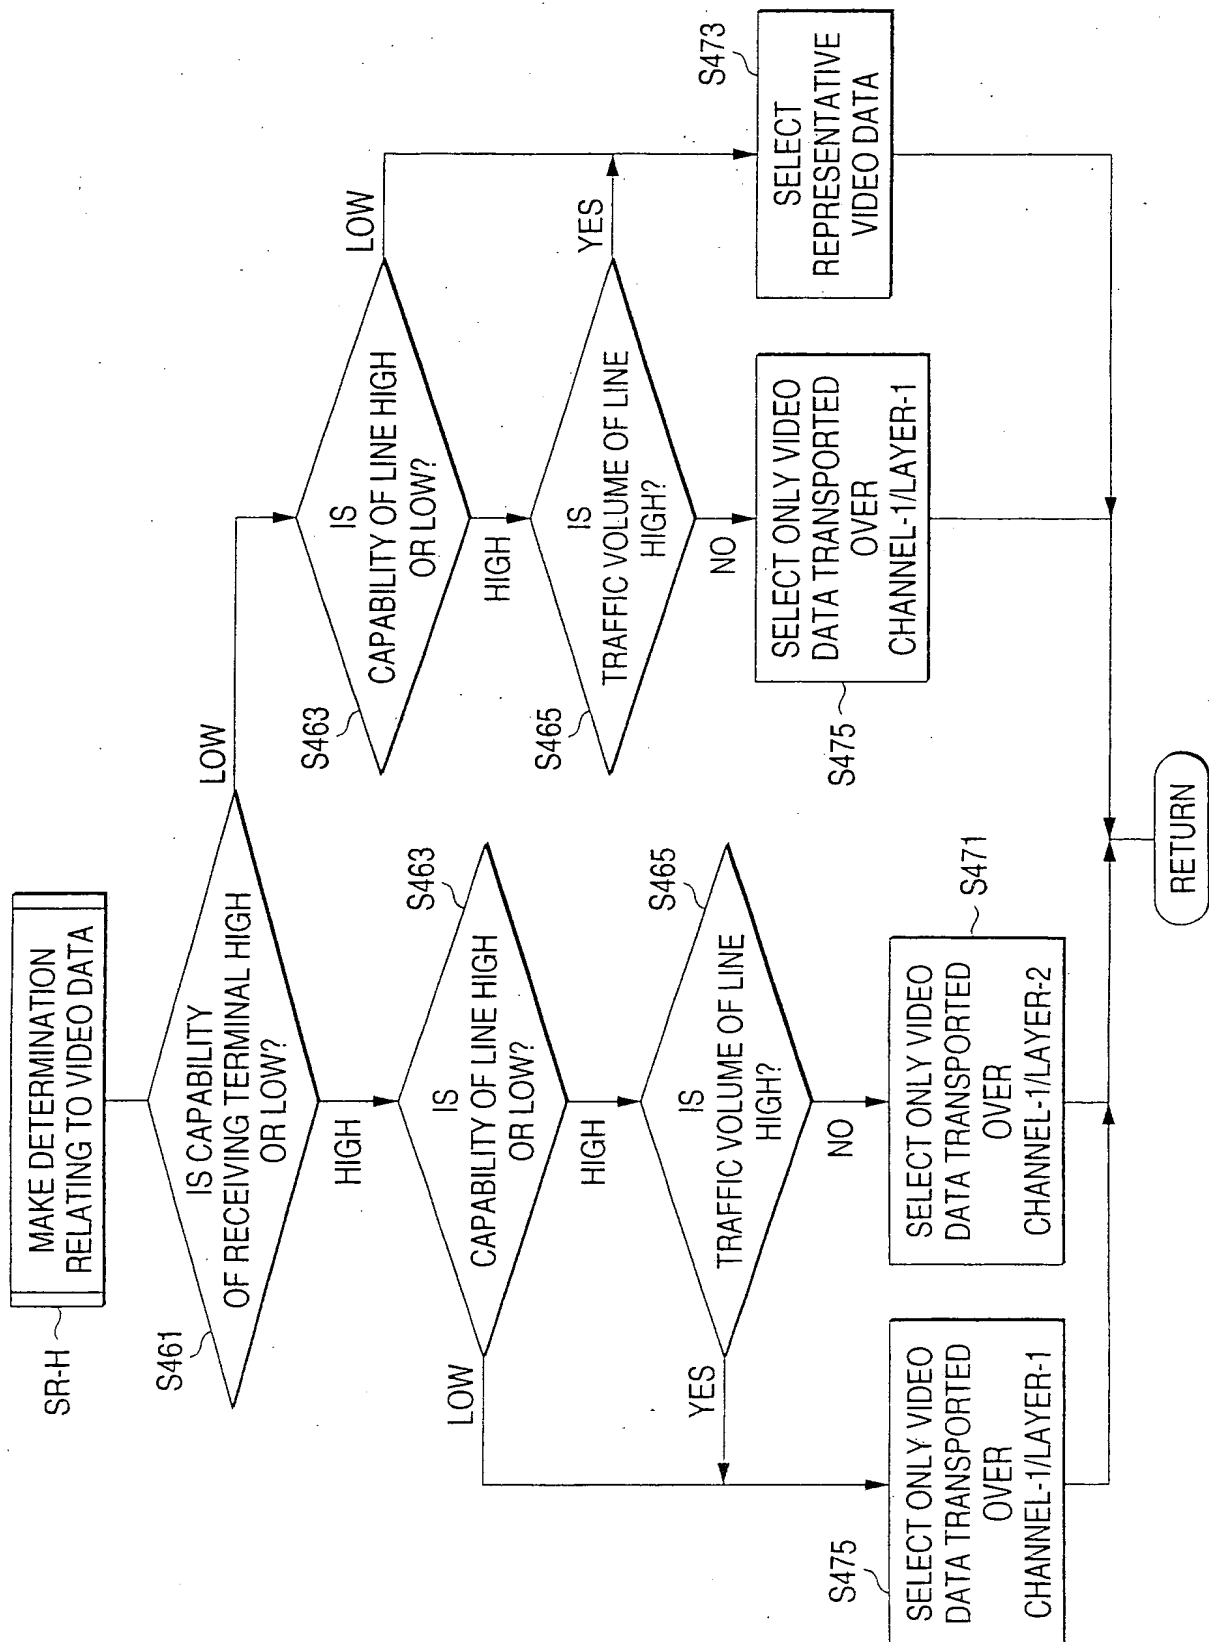 SR-H
MAKE DETERMINATION
RELATING TO VIDEO DATA
S461
IS CAPABILITY
OF RECEIVING TERMINAL HIGH
OR LOW?
LOW
HIGH
S463
IS
CAPABILITY OF LINE HIGH
OR LOW?
LOW
HIGH
S465
IS
TRAFFIC VOLUME OF LINE
HIGH?
YES
NO
S475
SELECT ONLY VIDEO
DATA TRANSPORTED
OVER
CHANNEL-1/LAYER-1
S471
SELECT ONLY VIDEO
DATA TRANSPORTED
OVER
CHANNEL-1/LAYER-2
S463
IS
CAPABILITY OF LINE HIGH
OR LOW?
LOW
HIGH
S465
IS
TRAFFIC VOLUME OF LINE
HIGH?
YES
NO
S475
SELECT ONLY VIDEO
DATA TRANSPORTED
OVER
CHANNEL-1/LAYER-1
S473
SELECT
REPRESENTATIVE
VIDEO DATA
RETURN